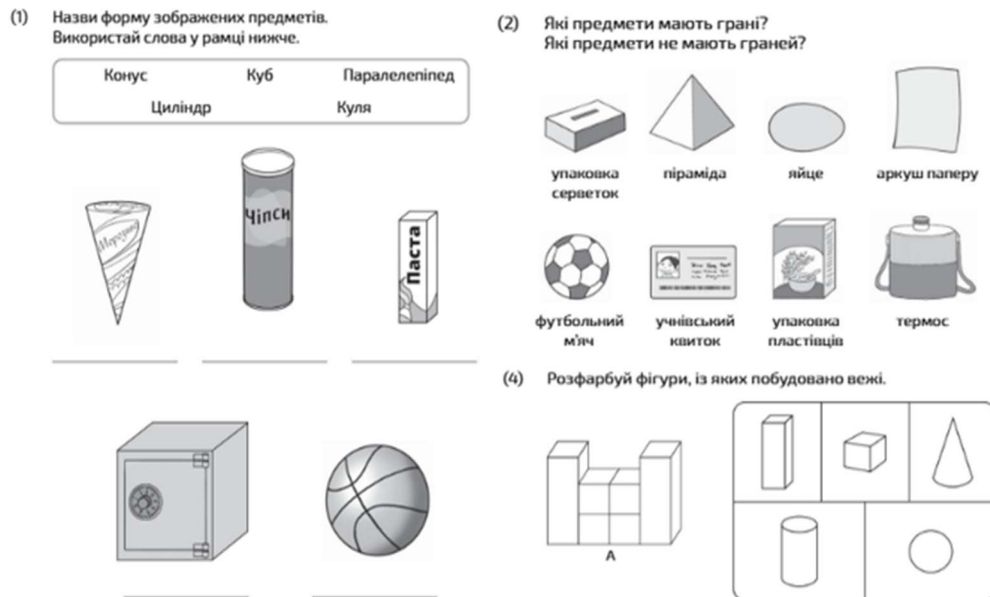 (1) Назви форму зображених предметів.
Використай слова у рамці нижче.
Конус Куб Паралелепіпед
Циліндр Куля
Морозиво
Чіпси
Паста
(2) Які предмети мають грані?
Які предмети не мають граней?
упаковка серветок
піраміда
яйце
аркуш паперу
футбольний м'яч
учнівський квиток
упаковка пластівців
термос
(4) Розфарбуй фігури, із яких побудовано вежі.
А